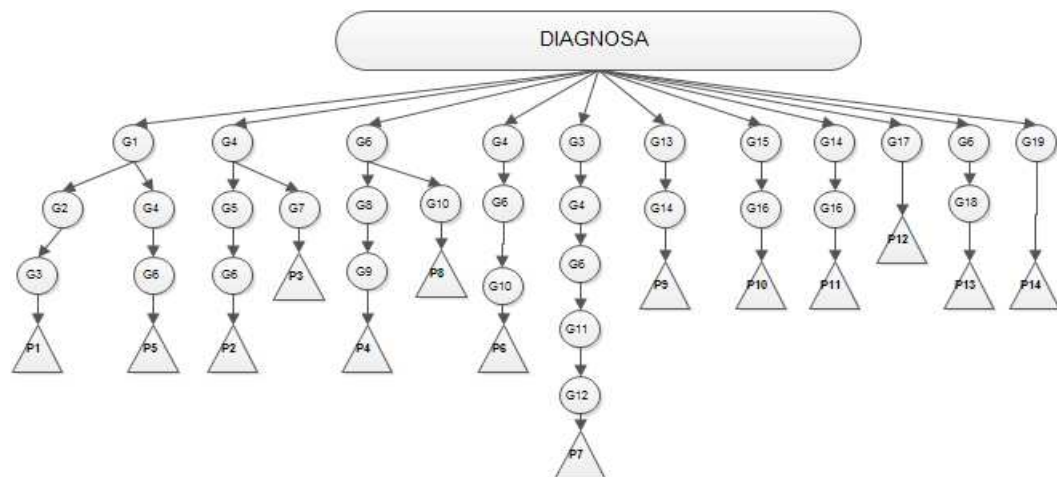 DIAGNOSA
G1 G4 G6 G4 G3 G13 G15 G14 G17 G6 G19
G2 G4 G5 G7 G8 G10 G6 G4 G14 G16 G16 P12 G18
G3 G6 G6 P3 G9 P8 G10 G6 P9 P10 P11 P13 P14
P1 P5 P2 P4 P6 G11
G12
P7